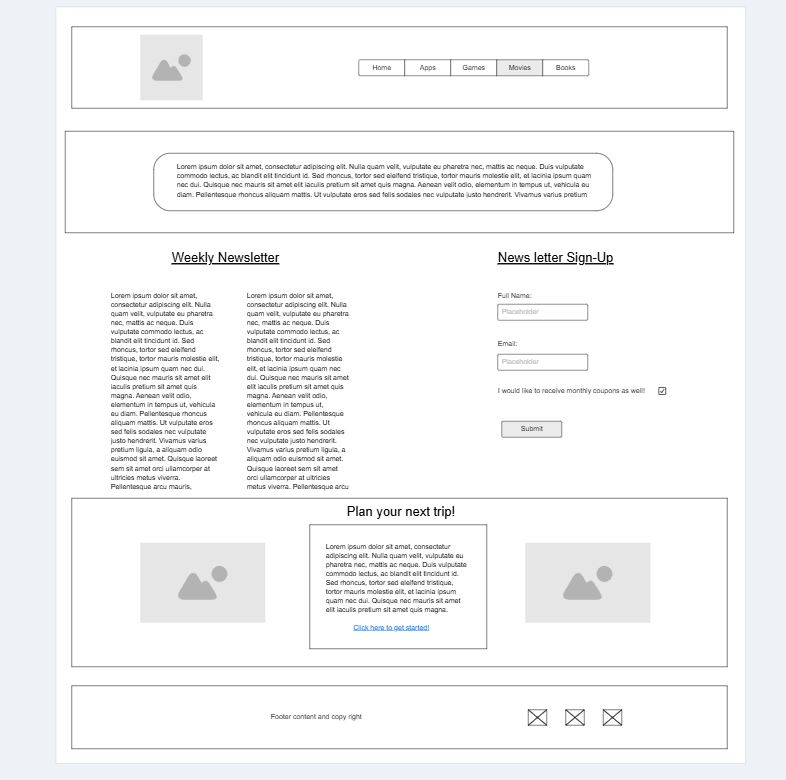 Home Apps Games Movies Books
Lorem ipsum dolor sit amet, consectetur adipiscing elit. Nulla quam velit, vulputate eu pharetra nec, mattis ac neque. Duis vulputate
commodo lectus, ac blandit elit tincidunt id. Sed rhoncus, tortor sed eleifend tristique, tortor mauris molestie elit, et lacinia ipsum quam
nec dui. Quisque nec mauris sit amet elit iaculis pretium sit amet quis magna. Aenean velit odio, elementum in tempus ut, vehicula eu
diam. Pellentesque rhoncus aliquam mattis. Ut vulputate eros sed felis sodales nec vulputate justo hendrerit. Vivamus varius pretium
Weekly Newsletter
Lorem ipsum dolor sit amet,
consectetur adipiscing elit. Nulla
quam velit, vulputate eu pharetra
nec, mattis ac neque. Duis
vulputate commodo lectus, ac
blandit elit tincidunt id. Sed
rhoncus, tortor sed eleifend
tristique, tortor mauris molestie elit,
et lacinia ipsum quam nec dui.
Quisque nec mauris sit amet elit
iaculis pretium sit amet quis
magna. Aenean velit odio,
elementum in tempus ut, vehicula
eu diam. Pellentesque rhoncus
aliquam mattis. Ut vulputate eros
sed felis sodales nec vulputate
justo hendrerit. Vivamus varius
pretium ligula, a aliquam odio
euismod sit amet. Quisque laoreet
sem sit amet orci ullamcorper at
ultricies metus viverra.
Pellentesque arcu mauris,
Lorem ipsum dolor sit amet,
consectetur adipiscing elit. Nulla
quam velit, vulputate eu pharetra
nec, mattis ac neque. Duis
vulputate commodo lectus, ac
blandit elit tincidunt id. Sed
rhoncus, tortor sed eleifend
tristique, tortor mauris molestie
elit, et lacinia ipsum quam nec
dui. Quisque nec mauris sit amet
elit iaculis pretium sit amet quis
magna. Aenean velit odio,
elementum in tempus ut, vehicula
eu diam. Pellentesque rhoncus
aliquam mattis. Ut vulputate
eros sed felis sodales nec
vulputate justo hendrerit.
Vivamus varius pretium ligula, a
aliquam odio euismod sit amet.
Quisque laoreet sem sit amet
orci ullamcorper at ultricies
metus viverra. Pellentesque arcu
News letter Sign-Up
Full Name:
Placeholder
Email:
Placeholder
I would like to receive monthly coupons as well!
Submit
Plan your next trip!
Lorem ipsum dolor sit amet, consectetur
adipiscing elit. Nulla quam velit, vulputate eu
pharetra nec, mattis ac neque. Duis vulputate
commodo lectus, ac blandit elit tincidunt id.
Sed rhoncus, tortor sed eleifend tristique,
tortor mauris molestie elit, et lacinia ipsum
quam nec dui. Quisque nec mauris sit amet
elit iaculis pretium sit amet quis magna.
Click here to get started!
Footer content and copy right